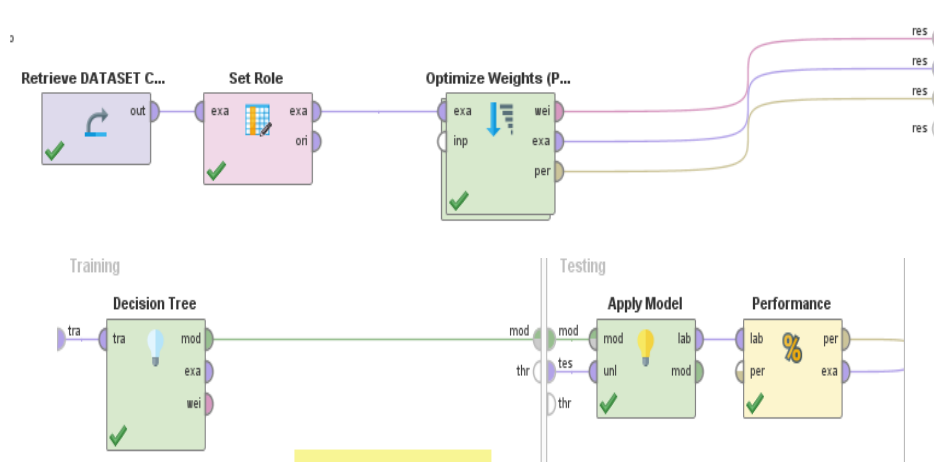 res
res
Retrieve DATASET C...
Set Role
Optimize Weights (P...
res
out
exa
exa
exa
wei
res
ori
inp
exa
per
Training
Testing
Decision Tree
Apply Model
Performance
tra
tra
mod
mod
mod
mod
lab
lab
per
exa
thr
tes
unl
mod
per
exa
wei
thr
%